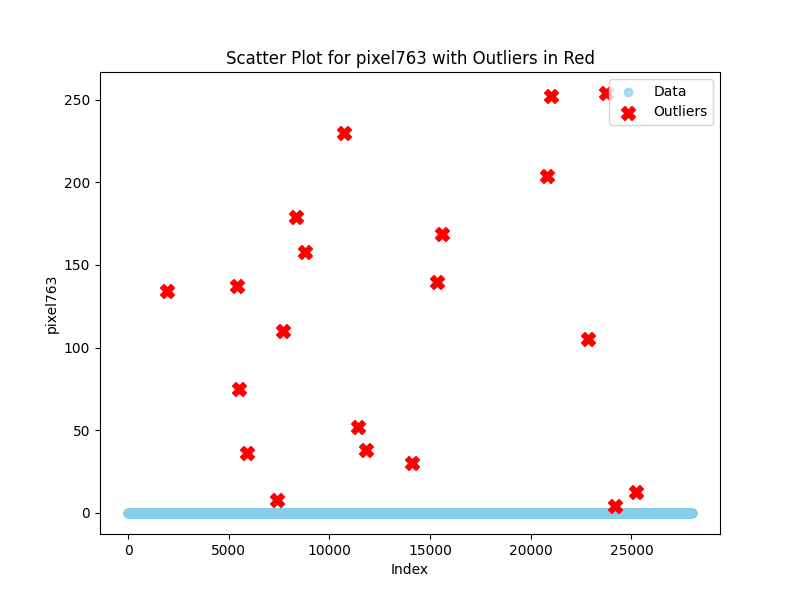 Scatter Plot for pixel763 with Outliers in Red
Data
Outliers
250
200
150
100
50
0
pixel763
0 5000 10000 15000 20000 25000
Index